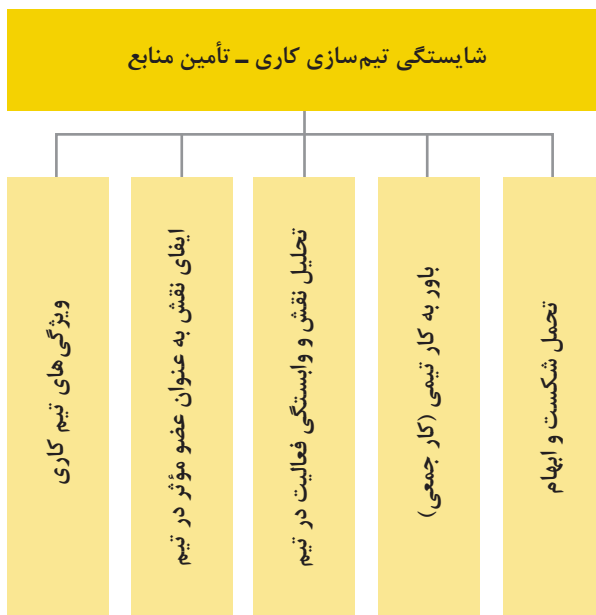 شایستگی تیم‌سازی کاری ــ تأمین منابع
تحمل شکست و ابهام
باور به کار تیمی (کار جمعی)
تحلیل نقش و وابستگی فعالیت در تیم
ایفای نقش به عنوان عضو مؤثر در تیم
ویژگی‌های تیم کاری